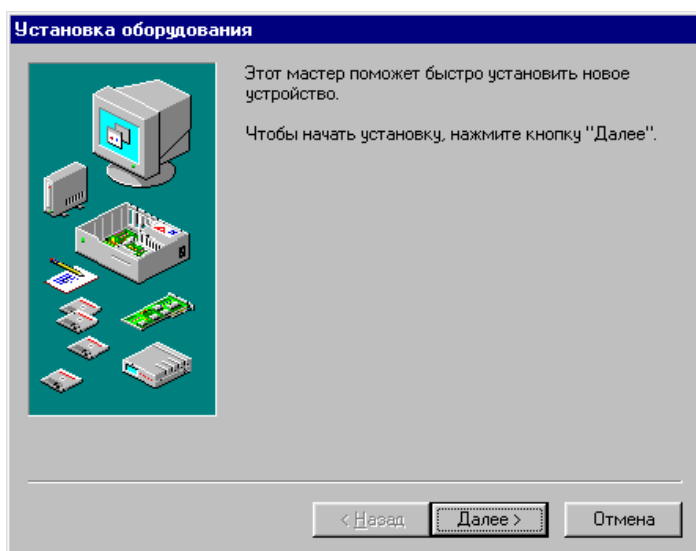 Установка оборудования
Этот мастер поможет быстро установить новое
устройство.
Чтобы начать установку, нажмите кнопку "Далее".
< Назад
Далее >
Отмена